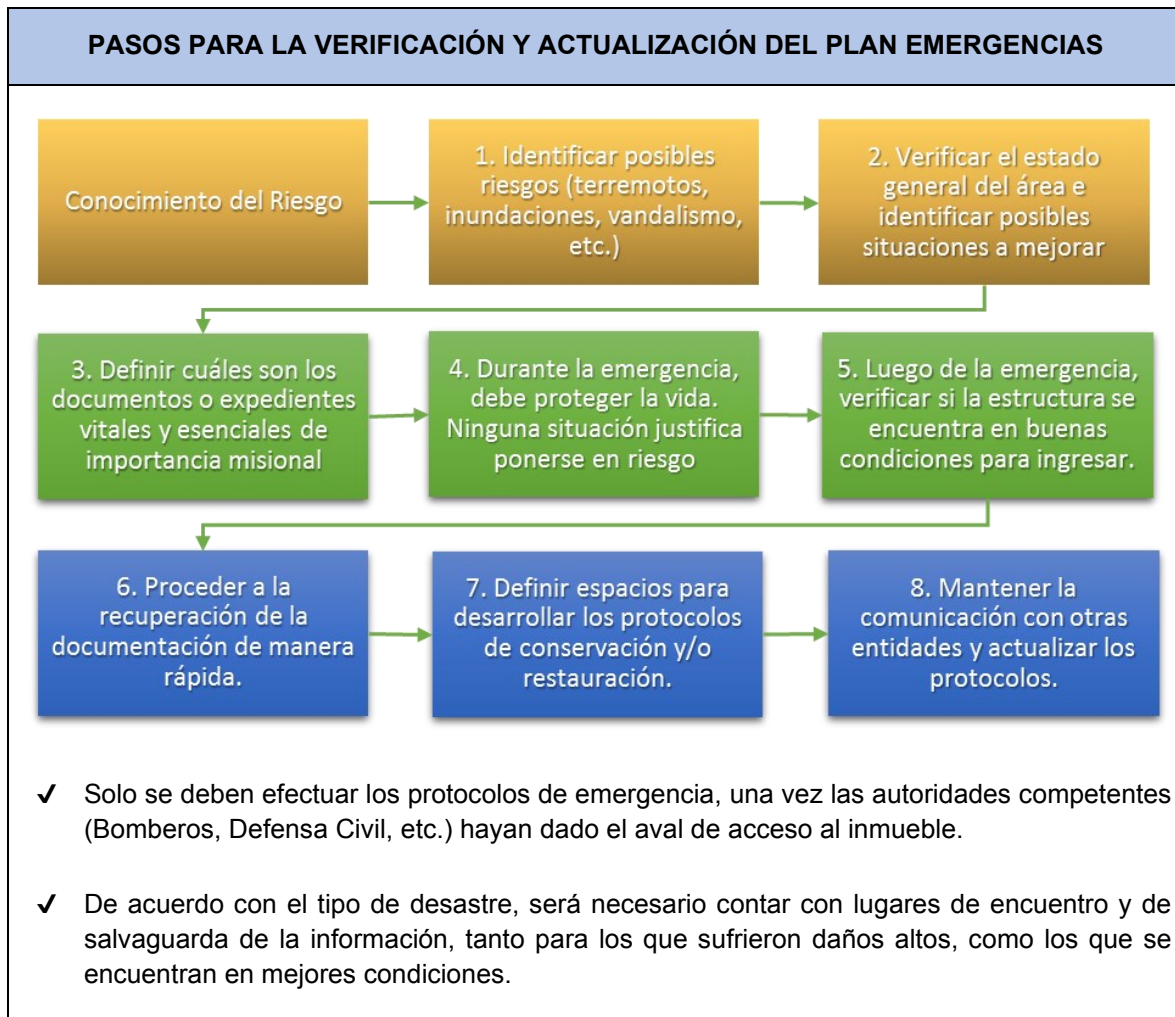 PASOS PARA LA VERIFICACIÓN Y ACTUALIZACIÓN DEL PLAN EMERGENCIAS
Conocimiento del Riesgo
1. Identificar posibles
riesgos (terremotos,
inundaciones, vandalismo,
etc.)
2. Verificar el estado
general del área e
identificar posibles
situaciones a mejorar
3. Definir cuáles son los
documentos o expedientes
vitales y esenciales de
importancia misional
4. Durante la emergencia,
debe proteger la vida.
Ninguna situación justifica
ponerse en riesgo
5. Luego de la emergencia,
verificar si la estructura se
encuentra en buenas
condiciones para ingresar.
6. Proceder a la
recuperación de la
documentación de manera
rápida.
7. Definir espacios para
desarrollar los protocolos
de conservación y/o
restauración.
8. Mantener la
comunicación con otras
entidades y actualizar los
protocolos.
✓ Solo se deben efectuar los protocolos de emergencia, una vez las autoridades competentes
(Bomberos, Defensa Civil, etc.) hayan dado el aval de acceso al inmueble.
✓ De acuerdo con el tipo de desastre, será necesario contar con lugares de encuentro y de
salvaguarda de la información, tanto para los que sufrieron daños altos, como los que se
encuentran en mejores condiciones.